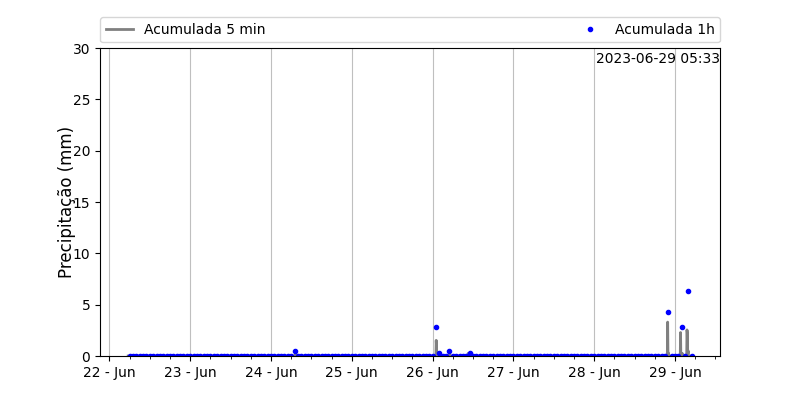 Acumulada 5 min
Acumulada 1h
2023-06-29 05:33
Precipitação (mm)
30
25
20
15
10
5
0
22 - Jun 23 - Jun 24 - Jun 25 - Jun 26 - Jun 27 - Jun 28 - Jun 29 - Jun